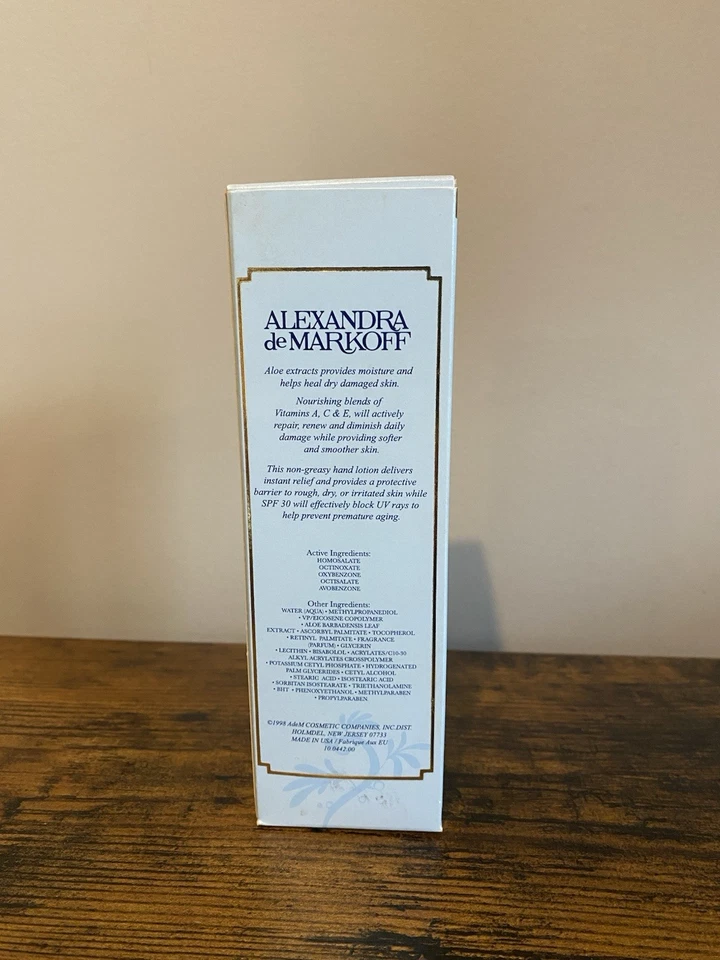 ALEXANDRA
de MARKOFF
Aloe extracts provides moisture and
helps heal dry damaged skin.
Nourishing blends of
Vitamins A, C & E, will actively
repair, renew and diminish daily
damage while providing softer
and smoother skin.
This non-greasy hand lotion delivers
instant relief and provides a protective
barrier to rough, dry, or irritated skin while
SPF 30 will effectively block UV rays to
help prevent premature aging.
Active Ingredients:
HOMOSALATE
OCTINOXATE
OXYBENZONE
OCTISALATE
AVOBENZONE
Other Ingredients:
WATER (AQUA) • METHYLPROPANEDIOL
• VP/EICOSENE COPOLYMER
• ALOE BARBADENSIS LEAF
EXTRACT • ASCORBYL PALMITATE • TOCOPHEROL
• RETINYL PALMITATE • FRAGRANCE
(PARFUM) • GLYCERIN
• LECITHIN • BISABOLOL • ACRYLATES/C10-30
ALKYL ACRYLATES CROSSPOLYMER
• POTASSIUM CETYL PHOSPHATE • HYDROGENATED
PALM GLYCERIDES • CETYL ALCOHOL
• STEARIC ACID • ISOSTEARIC ACID
• SORBITAN ISOSTEARATE • TRIETHANOLAMINE
• BHT • PHENOXYETHANOL • METHYLPARABEN
• PROPYLPARABEN
©1998 AdeM COSMETIC COMPANIES, INC.DIST.
HOLMDEL, NEW JERSEY 07733
MADE IN USA / Fabrique Aux EU
10.0442.00